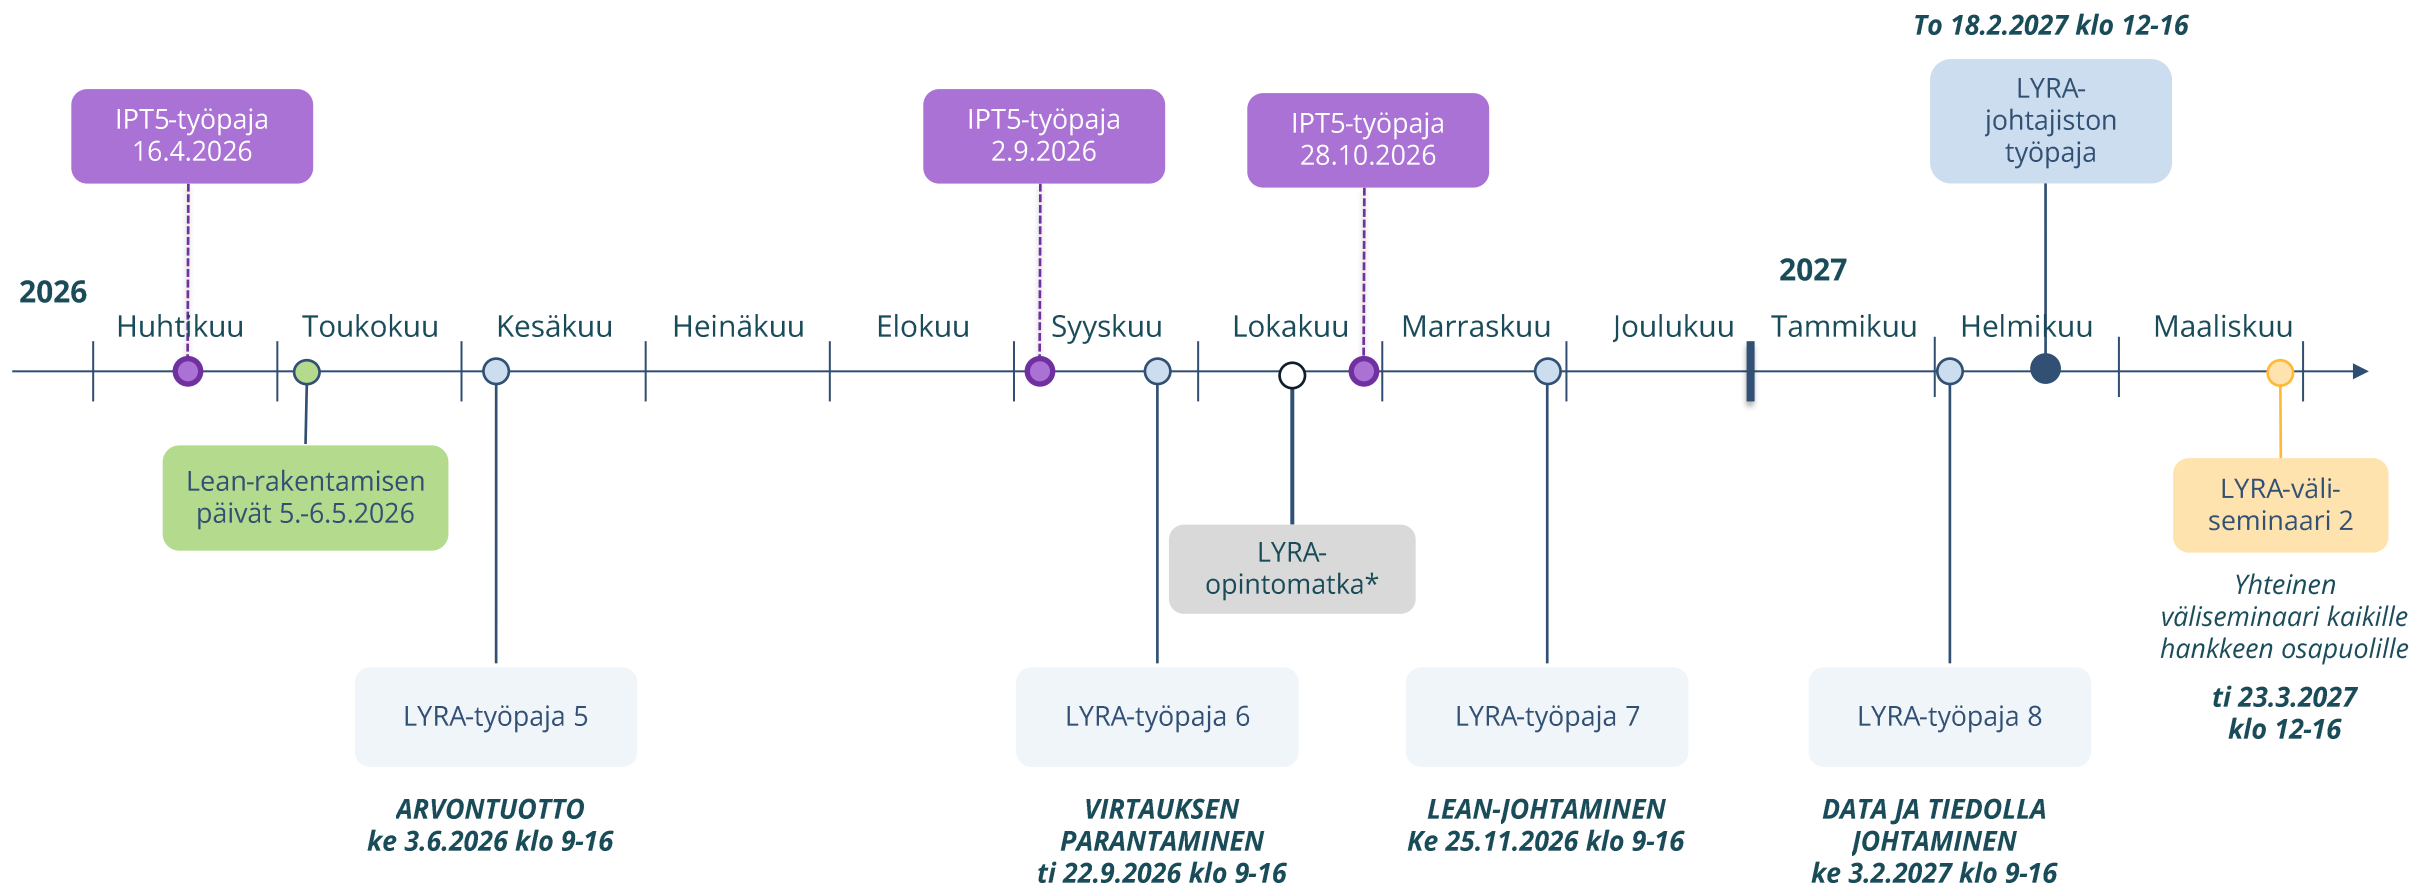 To 18.2.2027 klo 12-16
IPT5-työpaja
16.4.2026
IPT5-työpaja
2.9.2026
IPT5-työpaja
28.10.2026
LYRA-
johtajiston
työpaja
2026
2027
Huhtikuu
Toukokuu
Kesäkuu
Heinäkuu
Elokuu
Syyskuu
Lokakuu
Marraskuu
Joulukuu
Tammikuu
Helmikuu
Maaliskuu
Lean-rakentamisen
päivät 5.-6.5.2026
LYRA-
opintomatka*
LYRA-väli-
seminaari 2
Yhteinen
väliseminaari kaikille
hankkeen osapuolille
ti 23.3.2027
klo 12-16
LYRA-työpaja 5
ARVONTUOTTO
ke 3.6.2026 klo 9-16
LYRA-työpaja 6
VIRTAUKSEN
PARANTAMINEN
ti 22.9.2026 klo 9-16
LYRA-työpaja 7
LEAN-JOHTAMINEN
Ke 25.11.2026 klo 9-16
LYRA-työpaja 8
DATA JA TIEDOLLA
JOHTAMINEN
ke 3.2.2027 klo 9-16